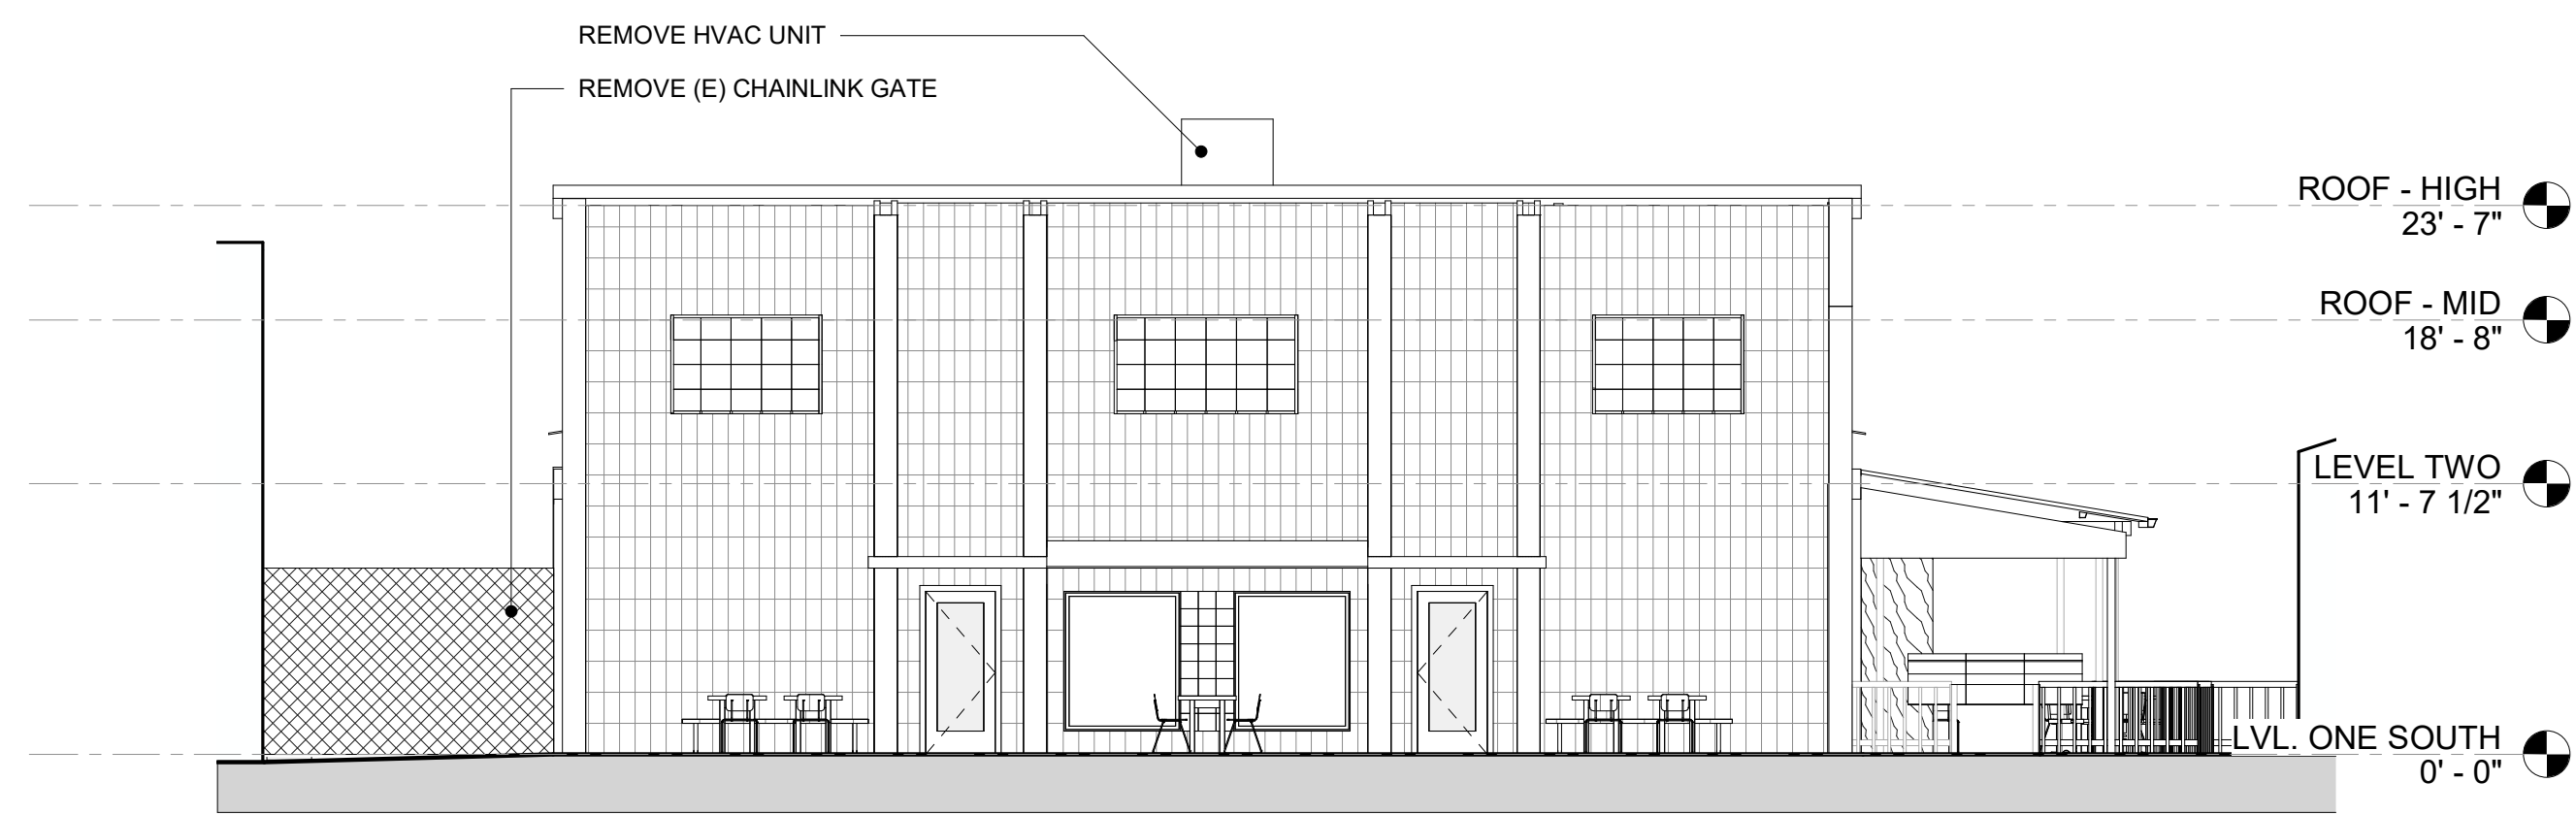 REMOVE HVAC UNIT
REMOVE (E) CHAINLINK GATE
ROOF - HIGH
23' - 7"
ROOF - MID
18' - 8"
LEVEL TWO
11' - 7 1/2"
LVL. ONE SOUTH
0' - 0"